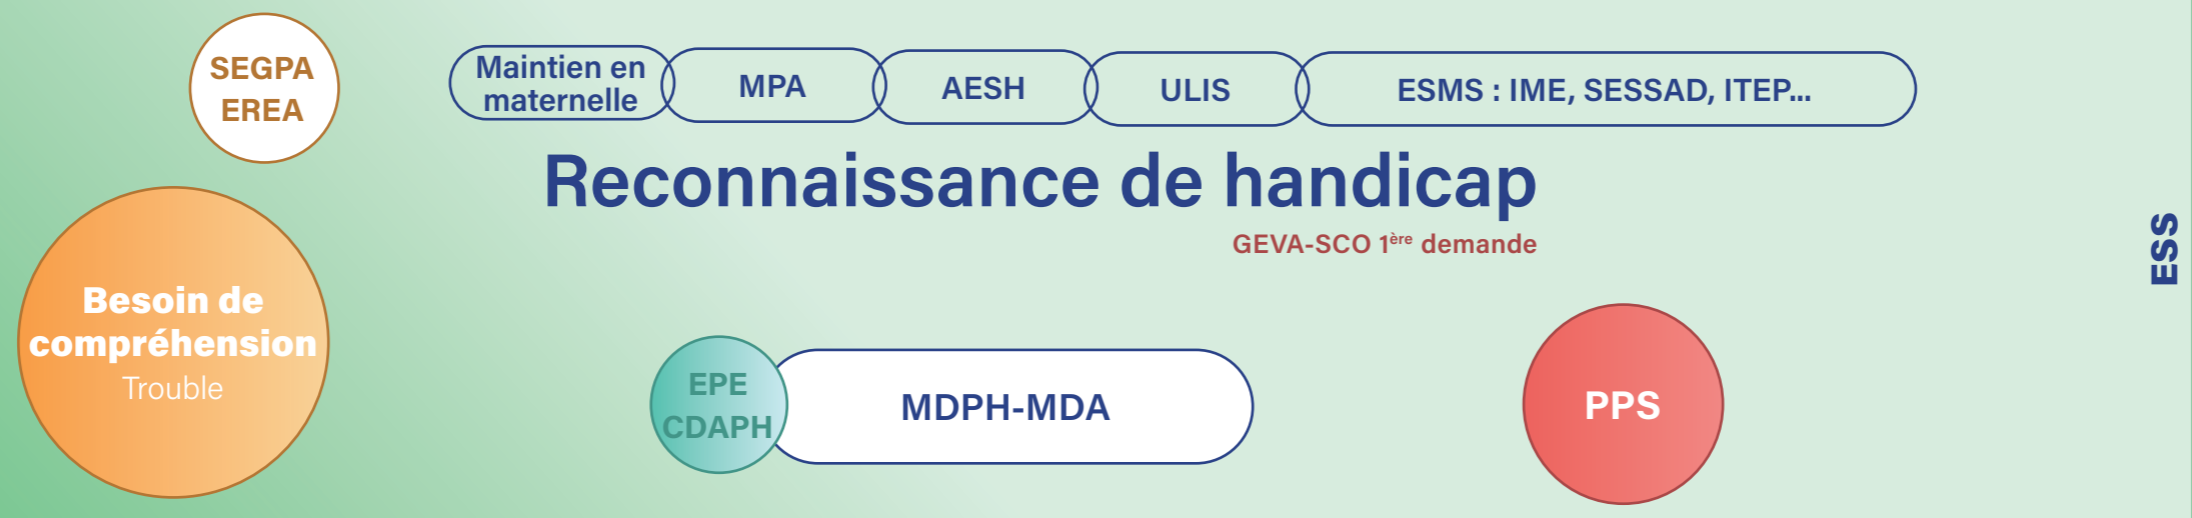 SEGPA
EREA
Maintien en
maternelle
MPA
AESH
ULIS
ESMS : IME, SESSAD, ITEP...
Reconnaissance de handicap
GEVA-SCO 1ère demande
ESS
Besoin de
compréhension
Trouble
EPE
CDAPH
MDPH-MDA
PPS